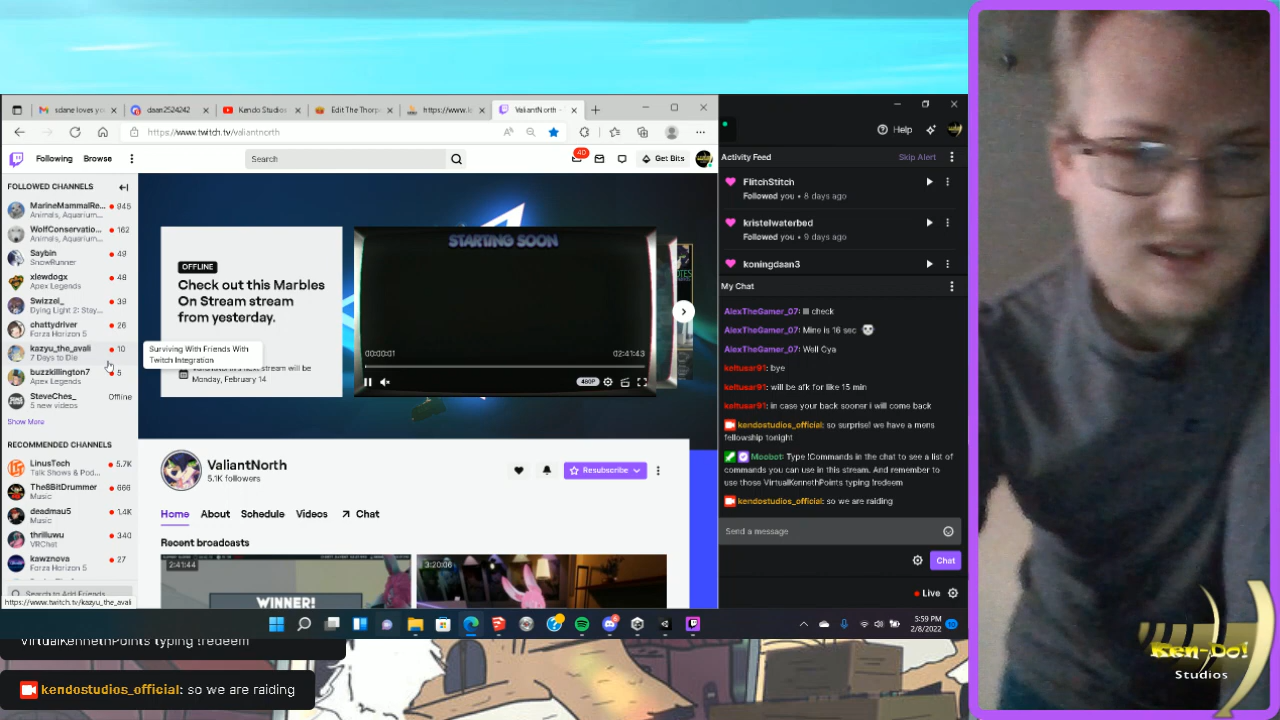 sdane loves yo
daan2524242
Kendo Studios
Edit The Thorp
https://www.l
ValiantNorth -
https://www.twitch.tv/valiantnorth
Following
Browse
Search
40
Get Bits
FOLLOWED CHANNELS
MarineMammalRe...
945
Animals, Aquarium...
WolfConservatio...
162
Animals, Aquarium...
Saybin
49
SnowRunner
xlewdogx
48
Apex Legends
Swizzel_
39
Dying Light 2: Stay...
chattydriver
26
Forza Horizon 5
kazyu_the_avali
10
7 Days to Die
buzzkillington7
5
Apex Legends
SteveChes_
Offline
5 new videos
Show More
RECOMMENDED CHANNELS
LinusTech
5.7K
Talk Shows & Pod...
The8BitDrummer
666
Music
deadmau5
1.4K
Music
thrilluwu
340
VRChat
kawznova
27
Forza Horizon 5
Search to Add Friends
https://www.twitch.tv/kazyu_the_avali
Surviving With Friends With
Twitch Integration
OFFLINE
Check out this Marbles
On Stream stream
from yesterday.
stream will be
Monday, February 14
STARTING SOON
00:00:01
02:41:43
480P
ValiantNorth
5.1K followers
Resubscribe
Home
About
Schedule
Videos
Chat
Recent broadcasts
2:41:44
WINNER!
3:20:06
Help
Activity Feed
Skip Alert
FlitchStitch
Followed you • 8 days ago
kristelwaterbed
Followed you • 9 days ago
koningdaan3
My Chat
AlexTheGamer_07: Ill check
AlexTheGamer_07: Mine is 16 sec
AlexTheGamer_07: Well Cya
keltusar91: bye
keltusar91: will be afk for like 15 min
keltusar91: in case your back sooner i will come back
kendostudios_official: so surprise! we have a mens
fellowship tonight
Moobot: Type !Commands in the chat to see a list of
commands you can use in this stream. And remember to
use those VirtualKennethPoints typing !redeem
kendostudios_official: so we are raiding
Send a message
Chat
Live
5:59 PM
2/8/2022
VirtualKennethPoints typing !redeem
kendostudios_official: so we are raiding
Ken-Do!
Studios